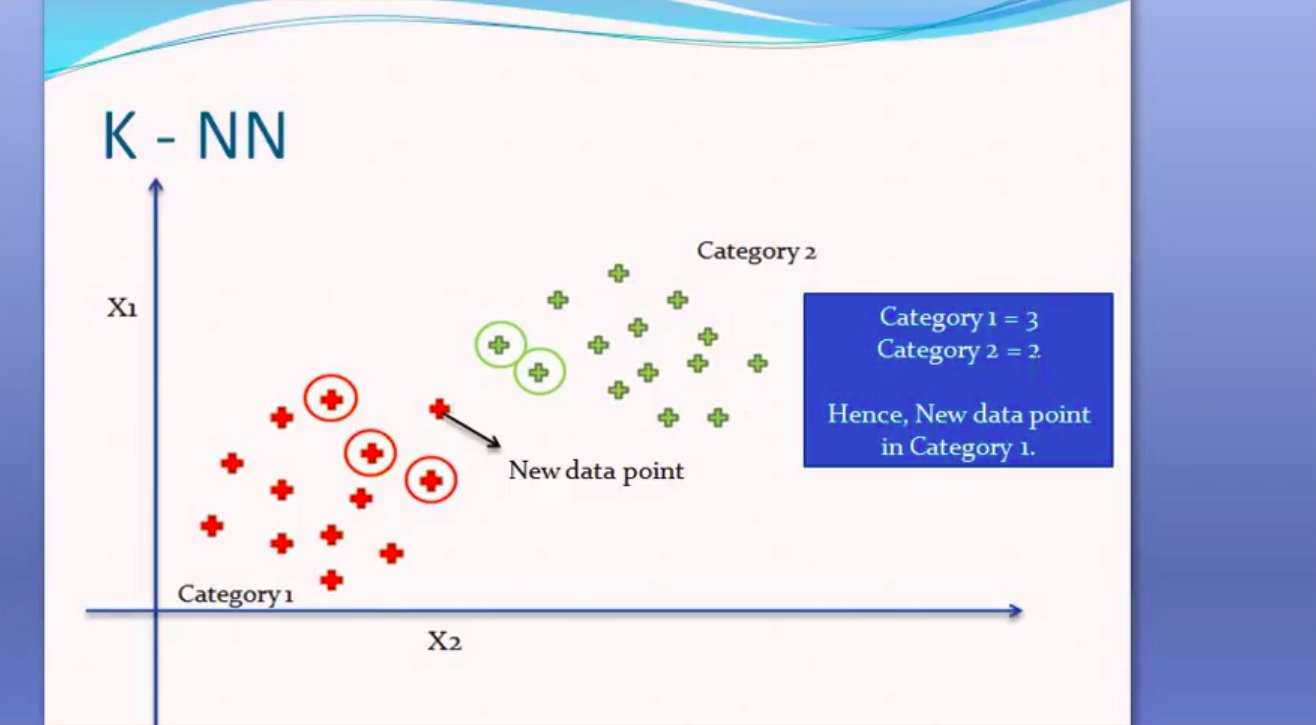 K - NN
Category 2
X1
Category 1 = 3
Category 2 = 2
Hence, New data point
in Category 1.
New data point
Category 1
X2